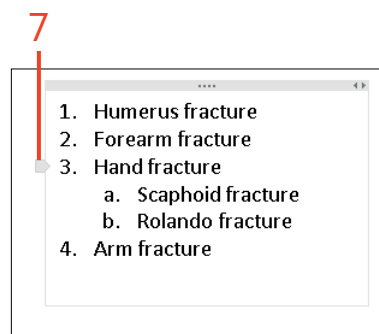 7
1. Humerus fracture
2. Forearm fracture
3. Hand fracture
a. Scaphoid fracture
b. Rolando fracture
4. Arm fracture